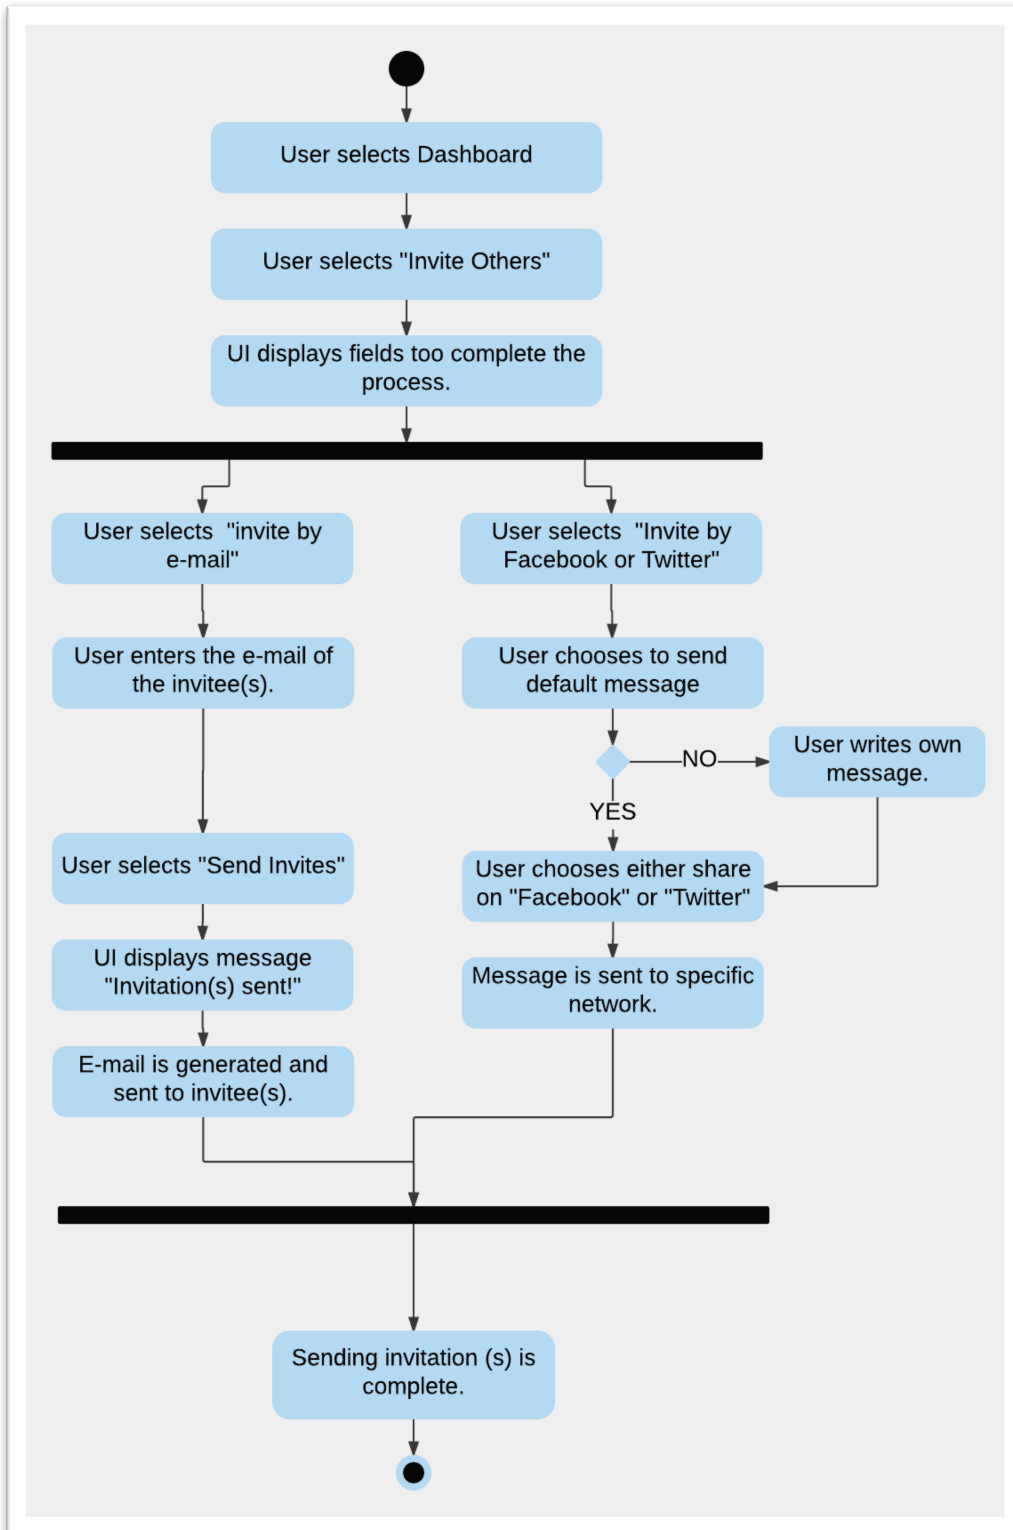 User selects Dashboard
User selects "Invite Others"
UI displays fields too complete the
process.
User selects  "invite by
e-mail"
User enters the e-mail of
the invitee(s).
User selects "Send Invites"
UI displays message
"Invitation(s) sent!"
E-mail is generated and
sent to invitee(s).
User selects  "Invite by
Facebook or Twitter"
User chooses to send
default message
NO
User writes own
message.
YES
User chooses either share
on "Facebook" or "Twitter"
Message is sent to specific
network.
Sending invitation (s) is
complete.